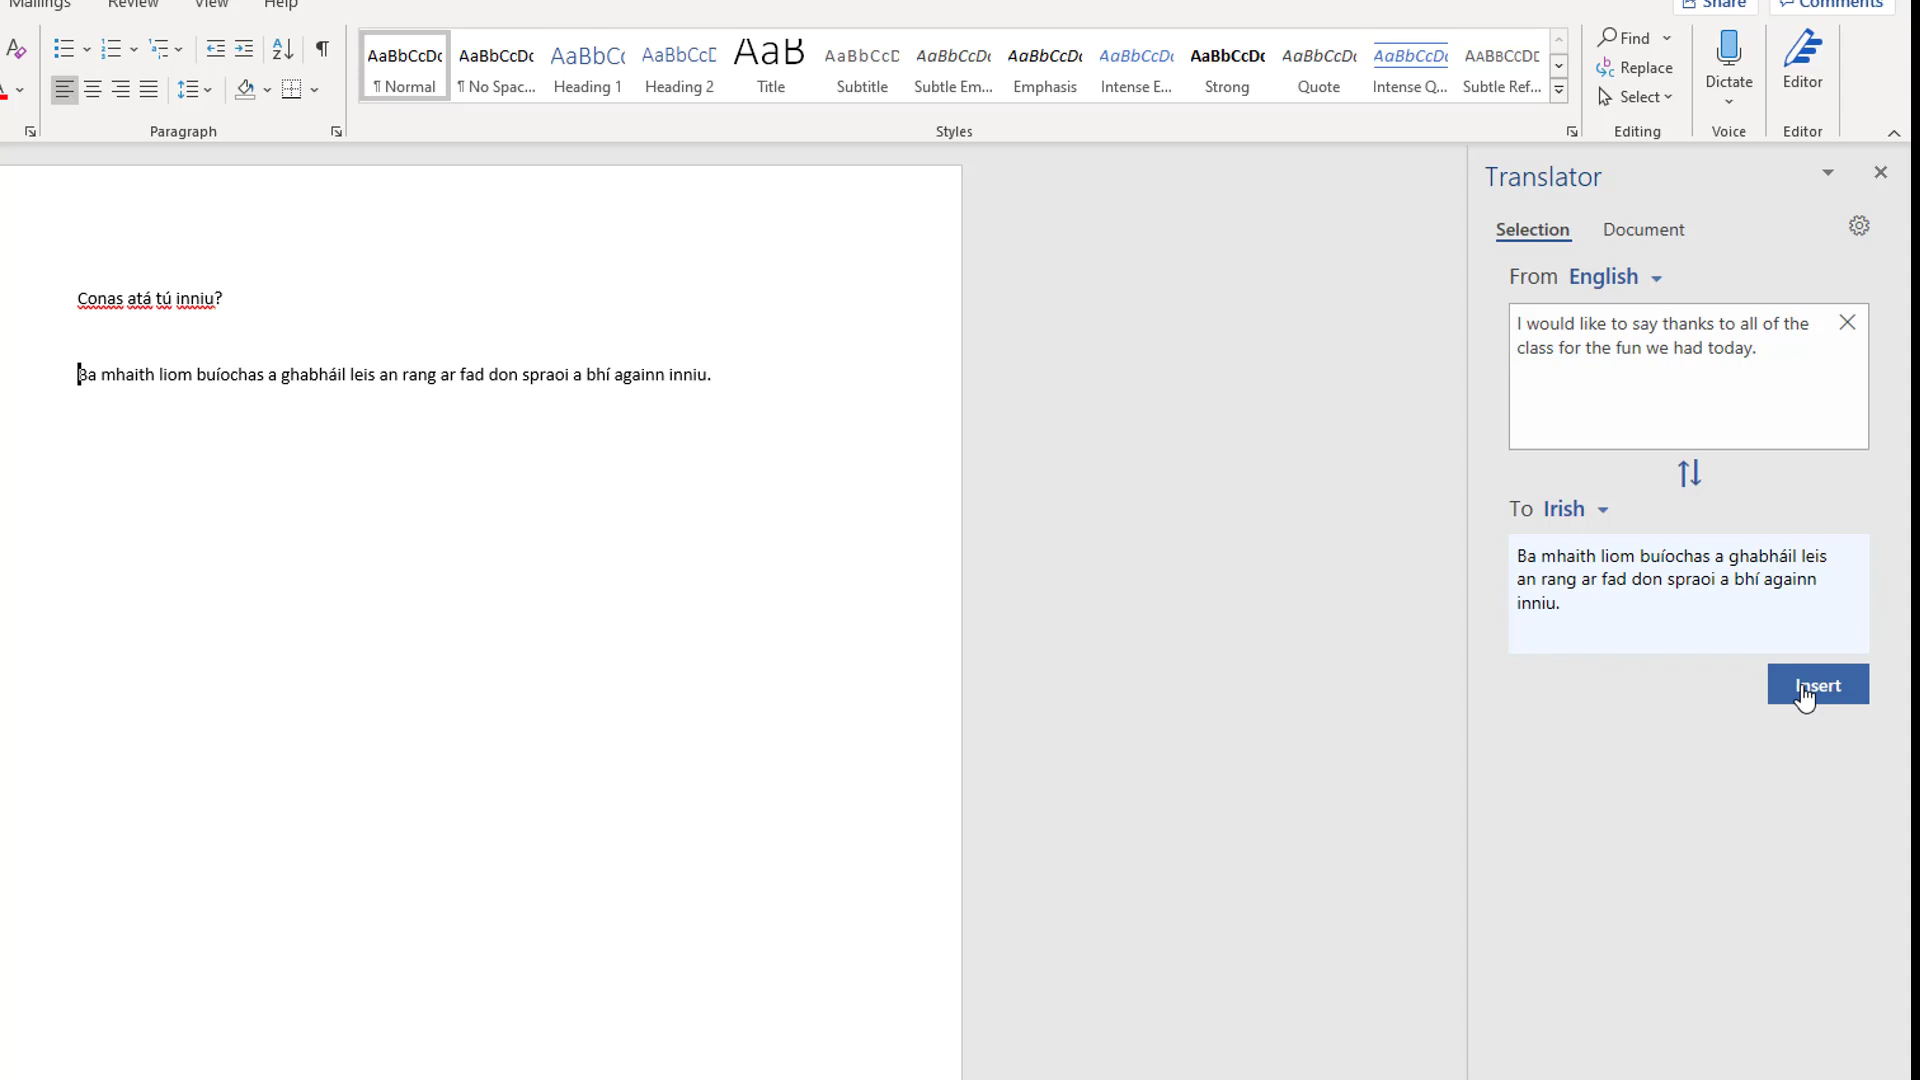 Mailings Review View Help
Share Comments
AaBbCcDc AaBbCcDc AaBbCc AaBbCcD AaB AaBbCcD AaBbCcDc AaBbCcDc AaBbCcDc AaBbCcDc AaBbCcDc AaBbCcDc AABBCCDD
¶ Normal ¶ No Spac... Heading 1 Heading 2 Title Subtitle Subtle Em... Emphasis Intense E... Strong Quote Intense Q... Subtle Ref...
Find
Replace
Select
Dictate
Editor
Paragraph Styles Editing Voice Editor
Conas atá tú inniu?
Ba mhaith liom buíochas a ghabháil leis an rang ar fad don spraoi a bhí againn inniu.
Translator
Selection Document
From English
I would like to say thanks to all of the
class for the fun we had today.
To Irish
Ba mhaith liom buíochas a ghabháil leis
an rang ar fad don spraoi a bhí againn
inniu.
Insert